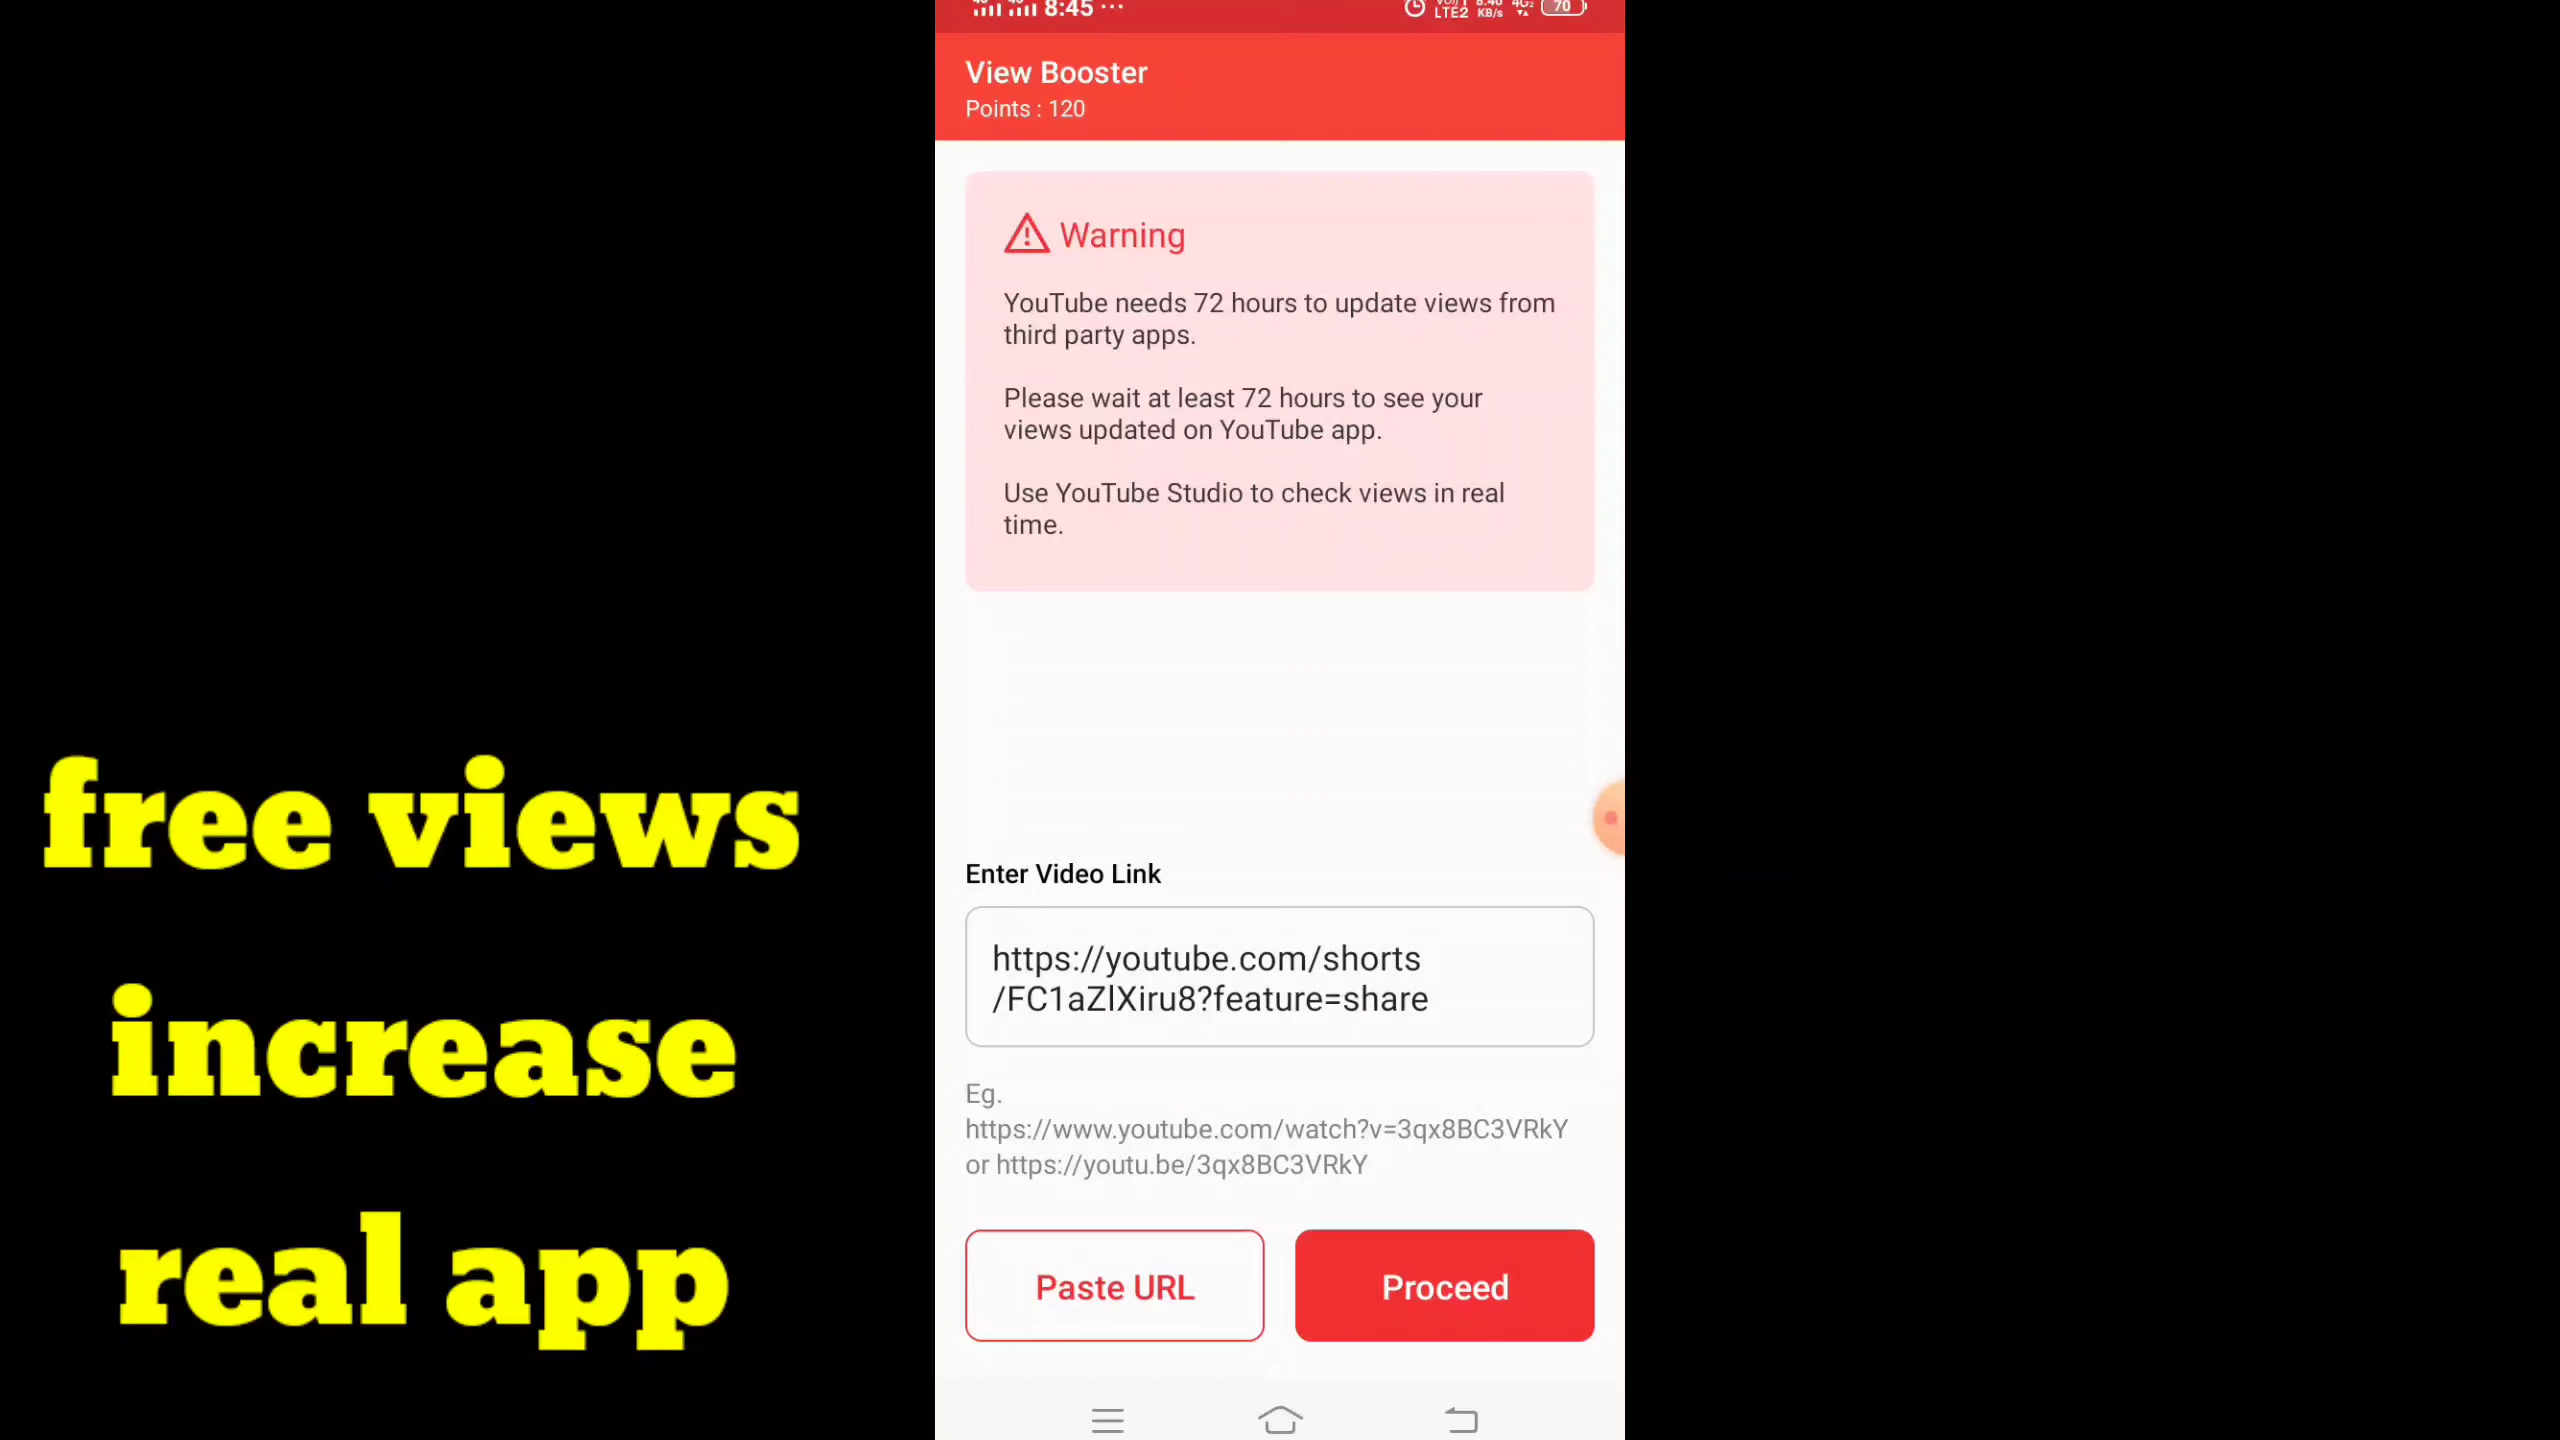 8:45 ...
LTE2 KB/s 70
View Booster
Points : 120
Warning
YouTube needs 72 hours to update views from
third party apps.
Please wait at least 72 hours to see your
views updated on YouTube app.
Use YouTube Studio to check views in real
time.
free views
increase
real app
Enter Video Link
https://youtube.com/shorts
/FC1aZlXiru8?feature=share
Eg.
https://www.youtube.com/watch?v=3qx8BC3VRkY
or https://youtu.be/3qx8BC3VRkY
Paste URL
Proceed